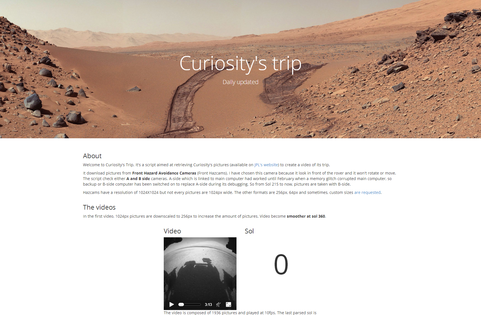 Curiosity's trip
Daily updated
About
Welcome to Curiosity's Trip. It's a script aimed at retrieving Curiosity's pictures (available on JPL's website) to create a video of its trip.
It download pictures from Front Hazard Avoidence Cameras (Front Hazcams). I have chosen this camera because it look in front of the rover and it won't rotate or move.
The script check either A and B side cameras. A-side which is linked to main computer had worked until February when a memory glitch corrupted main computer, so
backup or B-side computer has been switched on to replace A-side during its debugging. So from Sol 215 to now, pictures are taken with B-side.
Hazcams have a resolution of 1024x1024 but not every pictures are 1024px wide. The other formats are 256px, 64px and sometimes, custom sizes are requested.
The videos
In the first video, 1024px pictures are downscaled to 256px to increase the amount of pictures. Video become smoother at sol 360.
Video
Sol
0
3:03
The video is composed of 1836 pictures and played at 10fps. The last parsed sol is